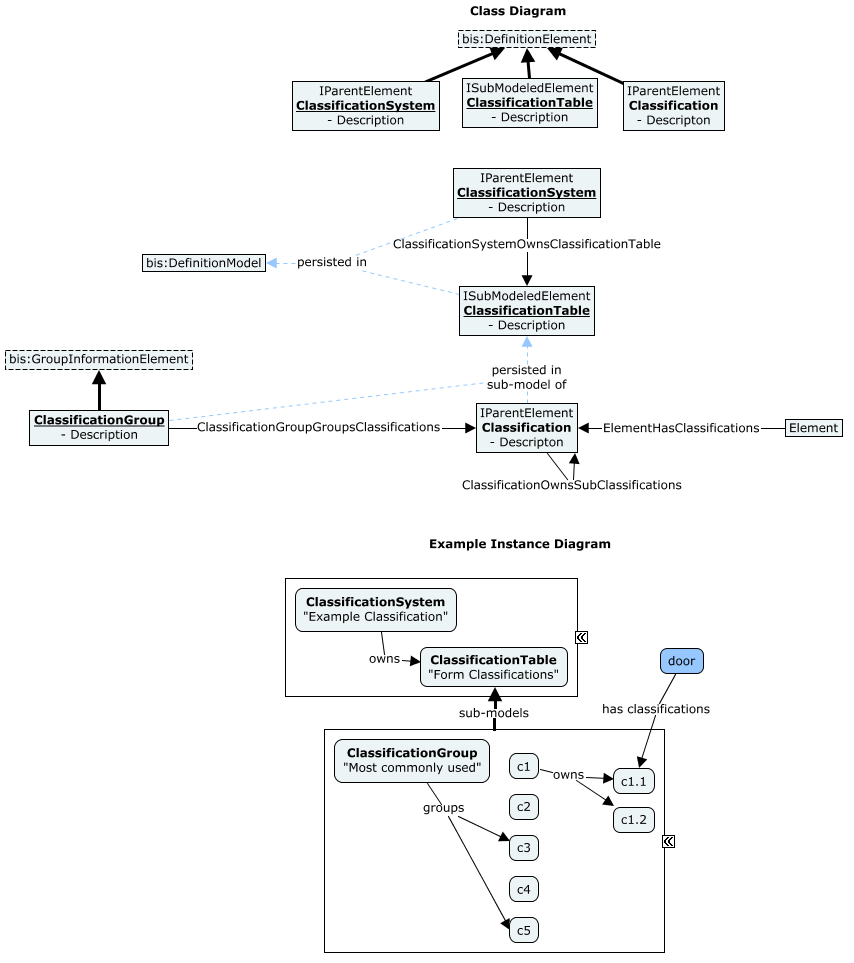 Class Diagram
bis:DefinitionElement
IParentElement
ClassificationSystem
- Description
ISubModeledElement
ClassificationTable
- Description
IParentElement
Classification
- Descripton
IParentElement
ClassificationSystem
- Description
ClassificationSystemOwnsClassificationTable
bis:DefinitionModel
persisted in
ISubModeledElement
ClassificationTable
- Description
bis:GroupInformationElement
persisted in
sub-model of
ClassificationGroup
- Description
ClassificationGroupGroupsClassifications
IParentElement
Classification
- Descripton
ElementHasClassifications
Element
ClassificationOwnsSubClassifications
Example Instance Diagram
ClassificationSystem
"Example Classification"
owns
ClassificationTable
"Form Classifications"
door
sub-models
has classifications
ClassificationGroup
"Most commonly used"
c1
owns
c1.1
groups
c2
c1.2
c3
c4
c5